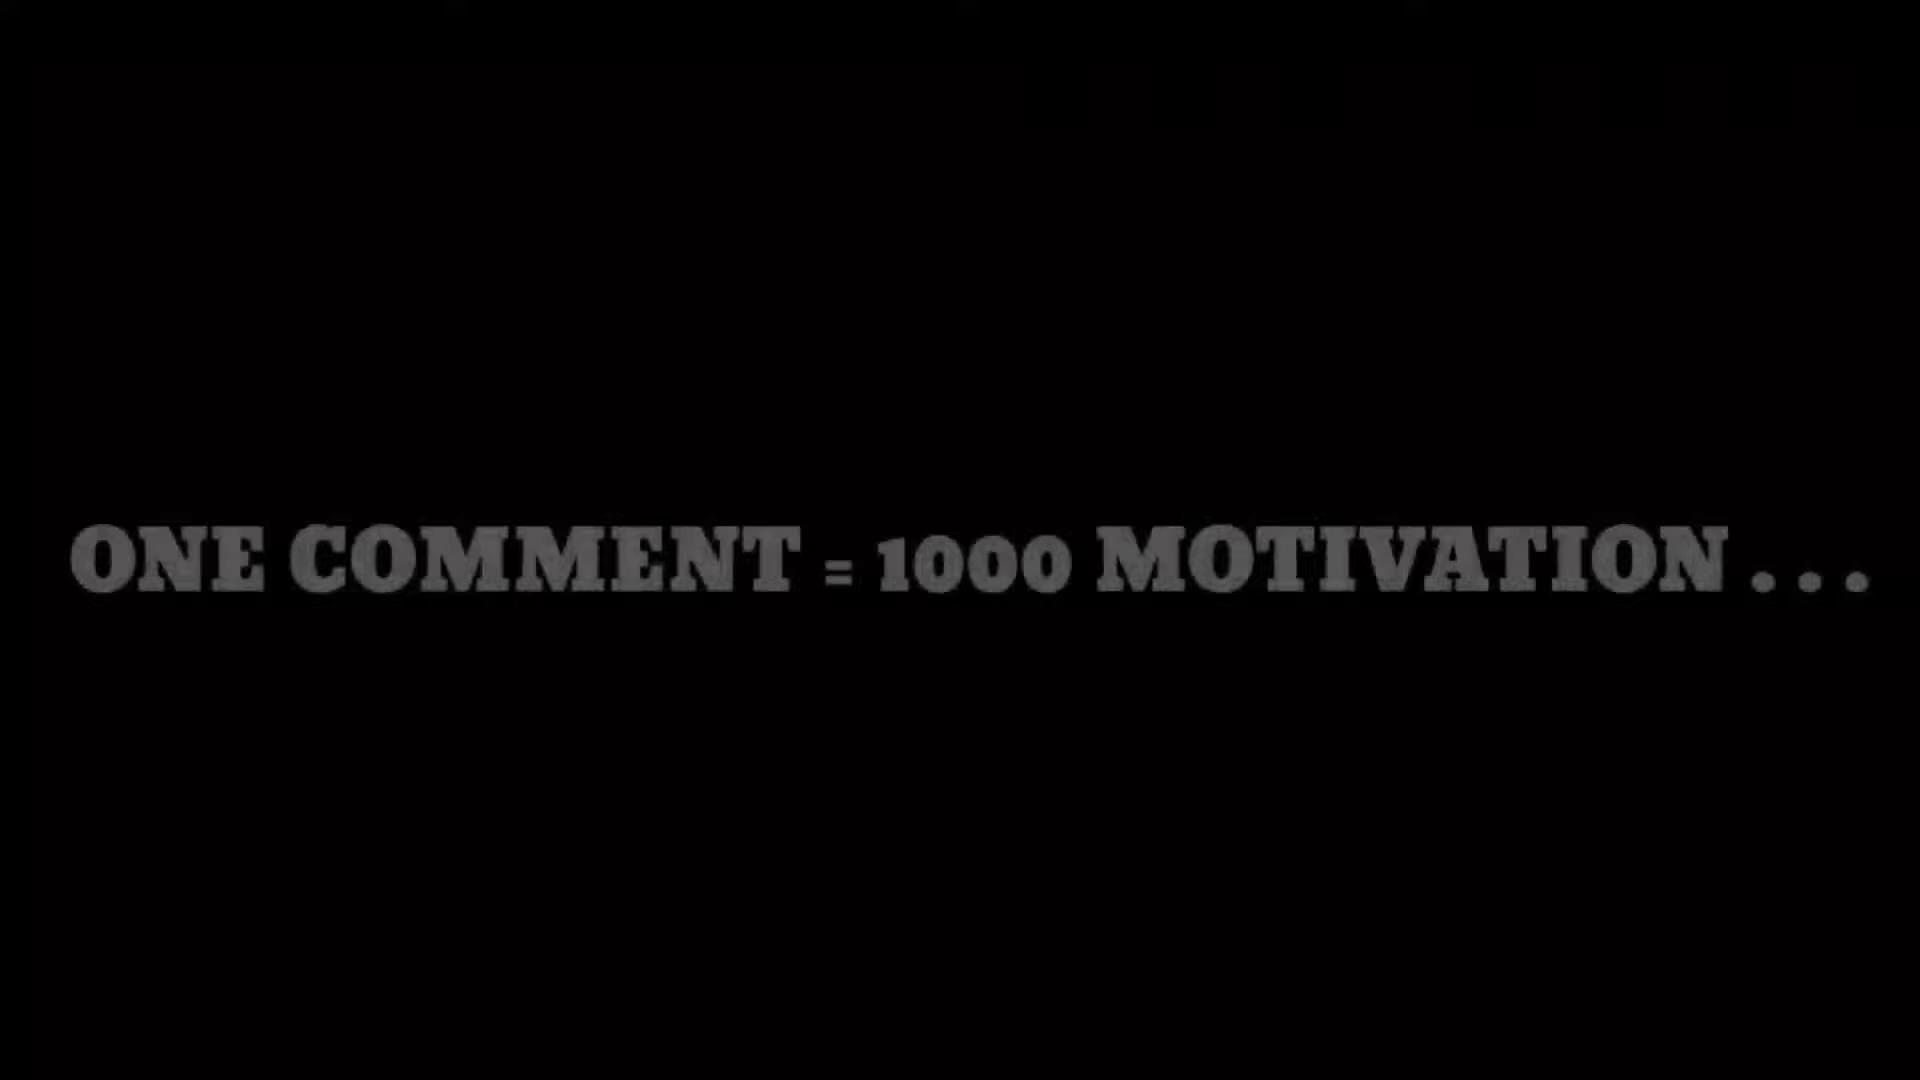 ONE COMMENT = 1000 MOTIVATION . . .